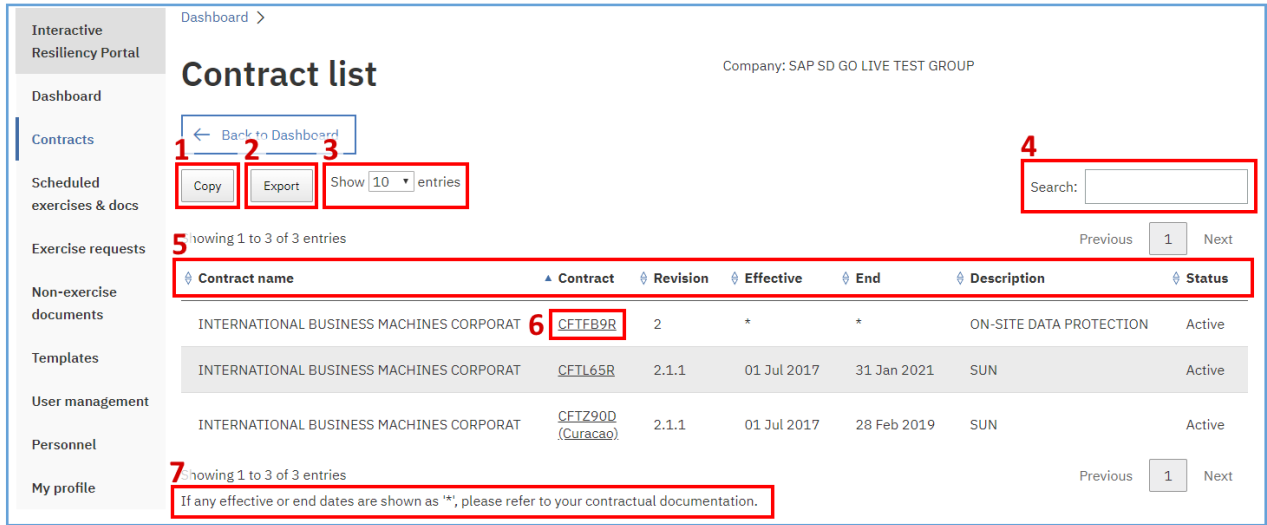 Interactive
Resiliency Portal
Dashboard
Contracts
Scheduled
exercises & docs
Exercise requests
Non-exercise
documents
Templates
User management
Personnel
My profile
Dashboard >
Contract list
Company: SAP SD GO LIVE TEST GROUP
← Back to Dashboard
1 2 3 4
Copy Export Show 10 entries Search:
Showing 1 to 3 of 3 entries Previous 1 Next
5
Contract name Contract Revision Effective End Description Status
INTERNATIONAL BUSINESS MACHINES CORPORAT 6 CFTFB9R 2 * * ON-SITE DATA PROTECTION Active
INTERNATIONAL BUSINESS MACHINES CORPORAT CFTL65R 2.1.1 01 Jul 2017 31 Jan 2021 SUN Active
INTERNATIONAL BUSINESS MACHINES CORPORAT CFTZ90D (Curacao) 2.1.1 01 Jul 2017 28 Feb 2019 SUN Active
7
Showing 1 to 3 of 3 entries Previous 1 Next
If any effective or end dates are shown as '*', please refer to your contractual documentation.